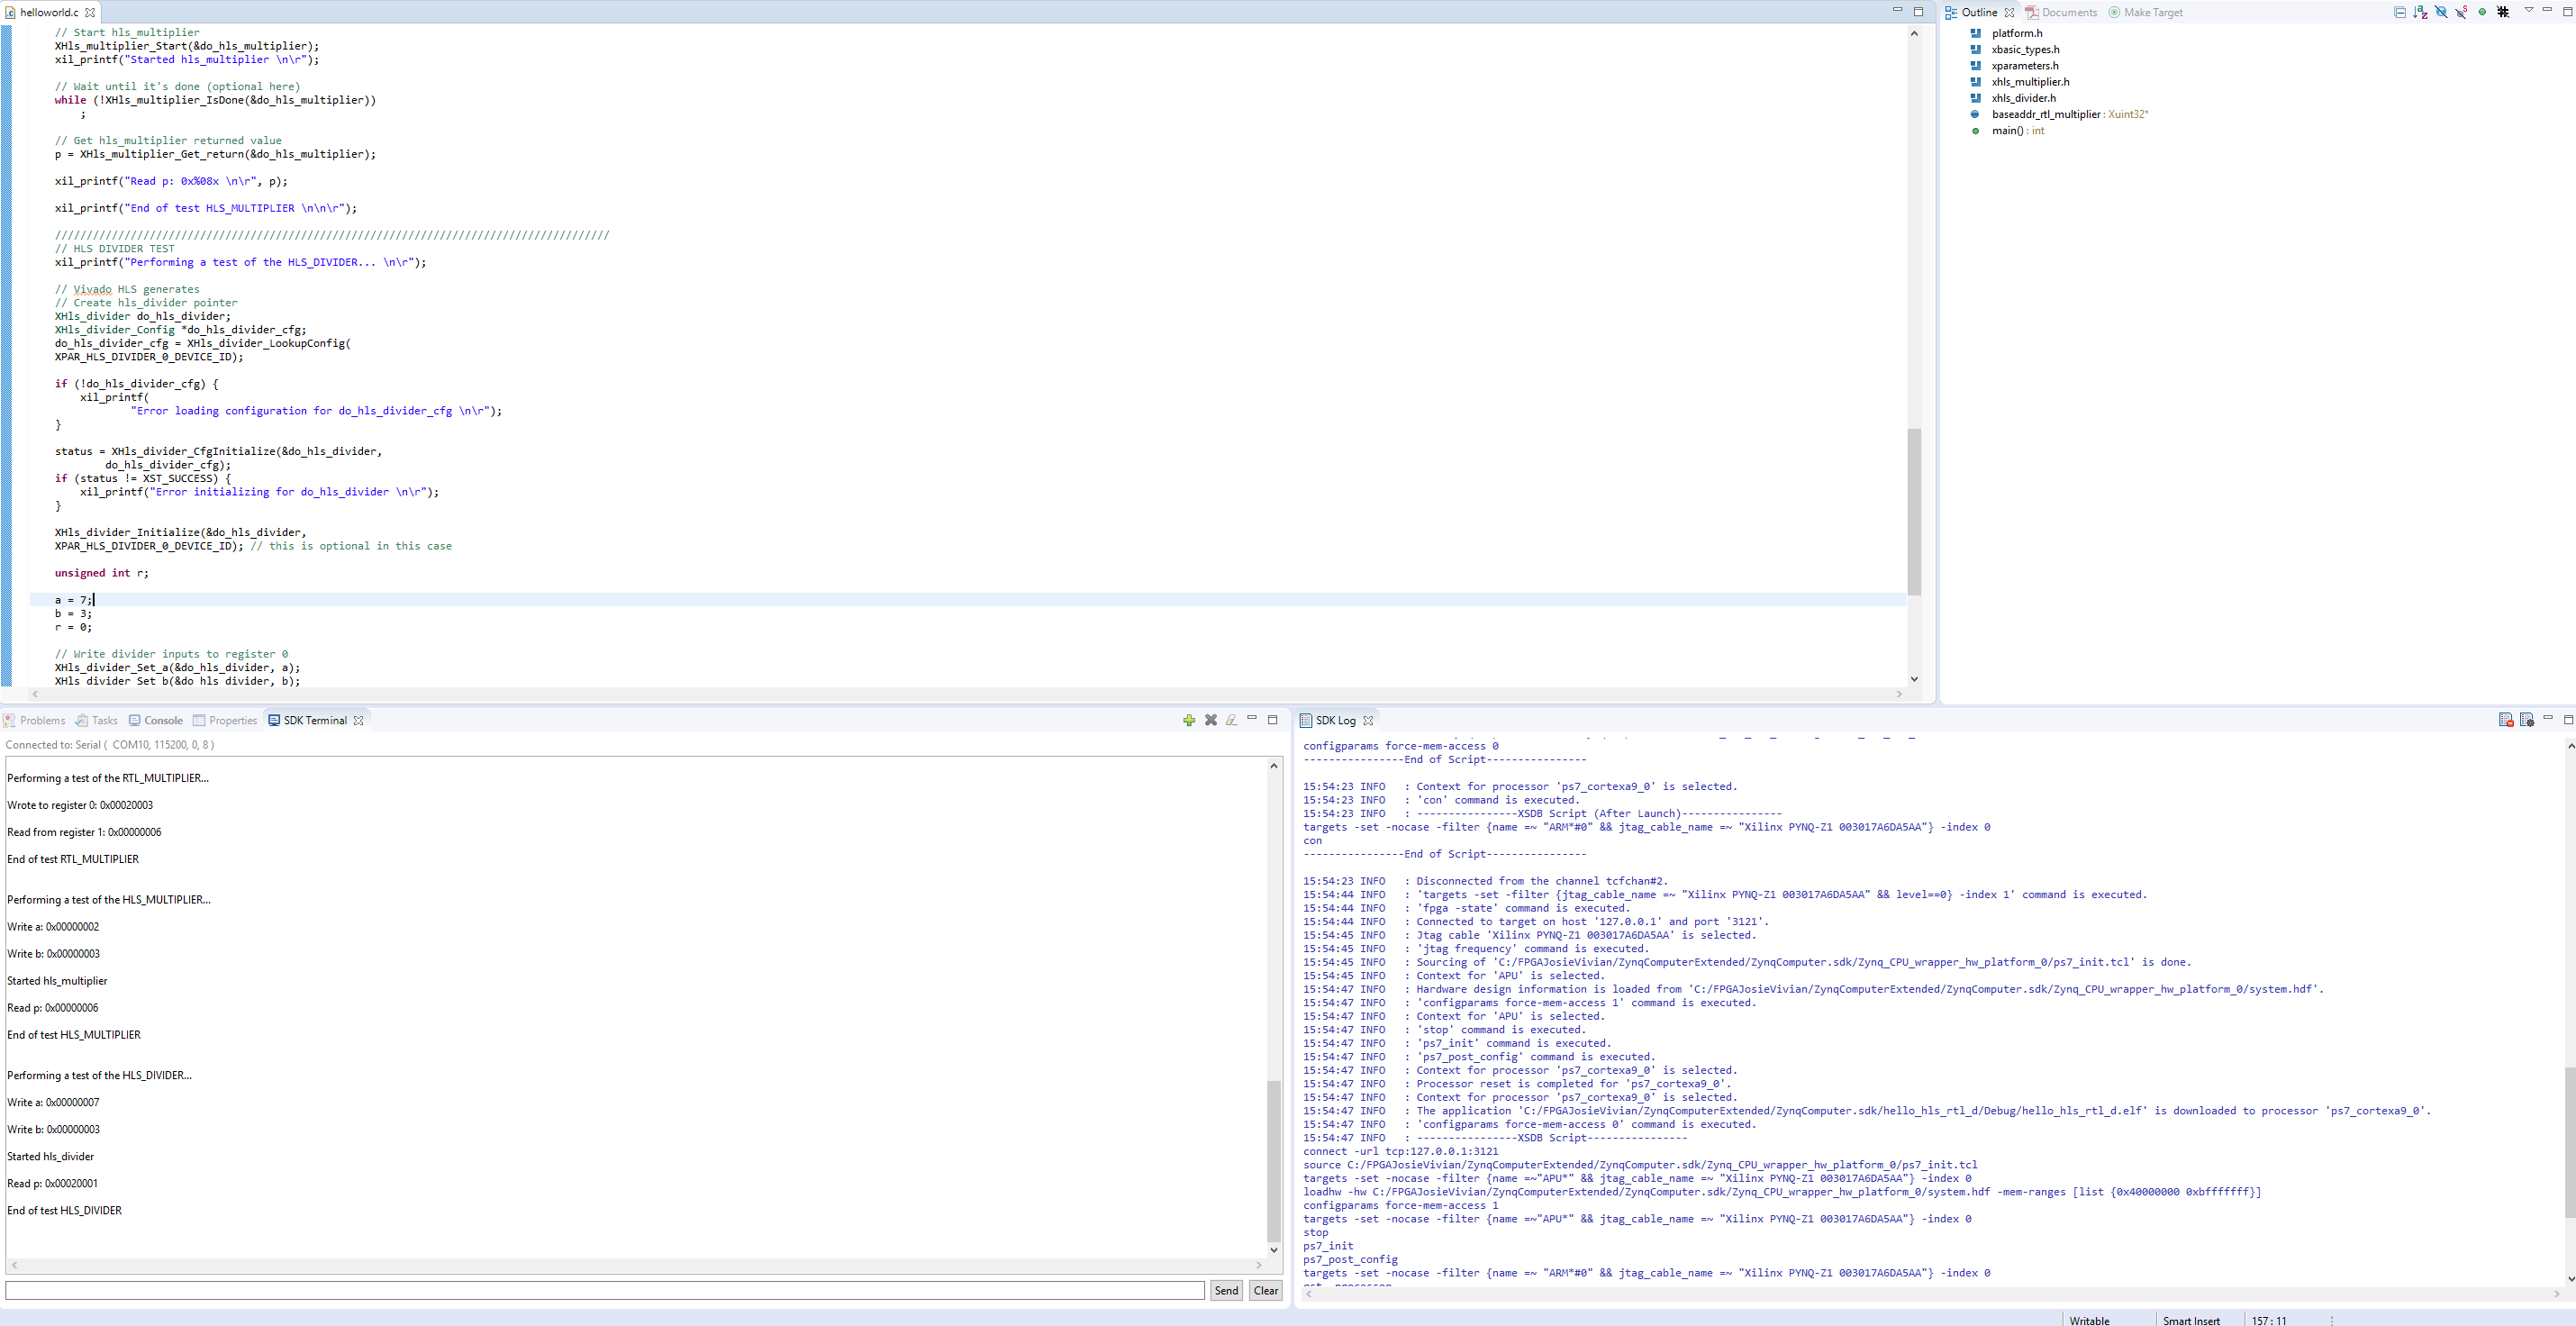 helloworld.c
// Start hls_multiplier
XHls_multiplier_Start(&do_hls_multiplier);
xil_printf("Started hls_multiplier \n\r");
// Wait until it's done (optional here)
while (!XHls_multiplier_IsDone(&do_hls_multiplier))
;
// Get hls_multiplier returned value
p = XHls_multiplier_Get_return(&do_hls_multiplier);
xil_printf("Read p: 0x%08x \n\r", p);
xil_printf("End of test HLS_MULTIPLIER \n\n\r");
////////////////////////////////////////////////////////////////////////////////////////
// HLS DIVIDER TEST
xil_printf("Performing a test of the HLS_DIVIDER... \n\r");
// Vivado HLS generates
// Create hls_divider pointer
XHls_divider do_hls_divider;
XHls_divider_Config *do_hls_divider_cfg;
do_hls_divider_cfg = XHls_divider_LookupConfig(
XPAR_HLS_DIVIDER_0_DEVICE_ID);
if (!do_hls_divider_cfg) {
xil_printf(
"Error loading configuration for do_hls_divider_cfg \n\r");
}
status = XHls_divider_CfgInitialize(&do_hls_divider,
do_hls_divider_cfg);
if (status != XST_SUCCESS) {
xil_printf("Error initializing for do_hls_divider \n\r");
}
XHls_divider_Initialize(&do_hls_divider,
XPAR_HLS_DIVIDER_0_DEVICE_ID); // this is optional in this case
unsigned int r;
a = 7;
b = 3;
r = 0;
// Write divider inputs to register 0
XHls_divider_Set_a(&do_hls_divider, a);
XHls_divider_Set_b(&do_hls_divider, b);
Outline Documents Make Target
platform.h
xbasic_types.h
xparameters.h
xhls_multiplier.h
xhls_divider.h
baseaddr_rtl_multiplier : Xuint32*
main() : int
Problems Tasks Console Properties SDK Terminal
Connected to: Serial ( COM10, 115200, 0, 8 )
Performing a test of the RTL_MULTIPLIER...
Wrote to register 0: 0x00020003
Read from register 1: 0x00000006
End of test RTL_MULTIPLIER
Performing a test of the HLS_MULTIPLIER...
Write a: 0x00000002
Write b: 0x00000003
Started hls_multiplier
Read p: 0x00000006
End of test HLS_MULTIPLIER
Performing a test of the HLS_DIVIDER...
Write a: 0x00000007
Write b: 0x00000003
Started hls_divider
Read p: 0x00020001
End of test HLS_DIVIDER
Send Clear
SDK Log
configparams force-mem-access 0
----------------End of Script----------------
15:54:23 INFO : Context for processor 'ps7_cortexa9_0' is selected.
15:54:23 INFO : 'con' command is executed.
15:54:23 INFO : ----------------XSDB Script (After Launch)----------------
targets -set -nocase -filter {name =~ "ARM*#0" && jtag_cable_name =~ "Xilinx PYNQ-Z1 003017A6DA5AA"} -index 0
con
----------------End of Script----------------
15:54:23 INFO : Disconnected from the channel tcfchan#2.
15:54:44 INFO : 'targets -set -filter {jtag_cable_name =~ "Xilinx PYNQ-Z1 003017A6DA5AA" && level==0} -index 1' command is executed.
15:54:44 INFO : 'fpga -state' command is executed.
15:54:44 INFO : Connected to target on host '127.0.0.1' and port '3121'.
15:54:45 INFO : Jtag cable 'Xilinx PYNQ-Z1 003017A6DA5AA' is selected.
15:54:45 INFO : 'jtag frequency' command is executed.
15:54:45 INFO : Sourcing of 'C:/FPGAJosieVivian/ZynqComputerExtended/ZynqComputer.sdk/Zynq_CPU_wrapper_hw_platform_0/ps7_init.tcl' is done.
15:54:45 INFO : Context for 'APU' is selected.
15:54:47 INFO : Hardware design information is loaded from 'C:/FPGAJosieVivian/ZynqComputerExtended/ZynqComputer.sdk/Zynq_CPU_wrapper_hw_platform_0/system.hdf'.
15:54:47 INFO : 'configparams force-mem-access 1' command is executed.
15:54:47 INFO : Context for 'APU' is selected.
15:54:47 INFO : 'stop' command is executed.
15:54:47 INFO : 'ps7_init' command is executed.
15:54:47 INFO : 'ps7_post_config' command is executed.
15:54:47 INFO : Context for processor 'ps7_cortexa9_0' is selected.
15:54:47 INFO : Processor reset is completed for 'ps7_cortexa9_0'.
15:54:47 INFO : Context for processor 'ps7_cortexa9_0' is selected.
15:54:47 INFO : The application 'C:/FPGAJosieVivian/ZynqComputerExtended/ZynqComputer.sdk/hello_hls_rtl_d/Debug/hello_hls_rtl_d.elf' is downloaded to processor 'ps7_cortexa9_0'.
15:54:47 INFO : 'configparams force-mem-access 0' command is executed.
15:54:47 INFO : ----------------XSDB Script----------------
connect -url tcp:127.0.0.1:3121
source C:/FPGAJosieVivian/ZynqComputerExtended/ZynqComputer.sdk/Zynq_CPU_wrapper_hw_platform_0/ps7_init.tcl
targets -set -nocase -filter {name =~"APU*" && jtag_cable_name =~ "Xilinx PYNQ-Z1 003017A6DA5AA"} -index 0
loadhw -hw C:/FPGAJosieVivian/ZynqComputerExtended/ZynqComputer.sdk/Zynq_CPU_wrapper_hw_platform_0/system.hdf -mem-ranges [list {0x40000000 0xbfffffff}]
configparams force-mem-access 1
targets -set -nocase -filter {name =~"APU*" && jtag_cable_name =~ "Xilinx PYNQ-Z1 003017A6DA5AA"} -index 0
stop
ps7_init
ps7_post_config
targets -set -nocase -filter {name =~ "ARM*#0" && jtag_cable_name =~ "Xilinx PYNQ-Z1 003017A6DA5AA"} -index 0
Writable Smart Insert 157 : 11